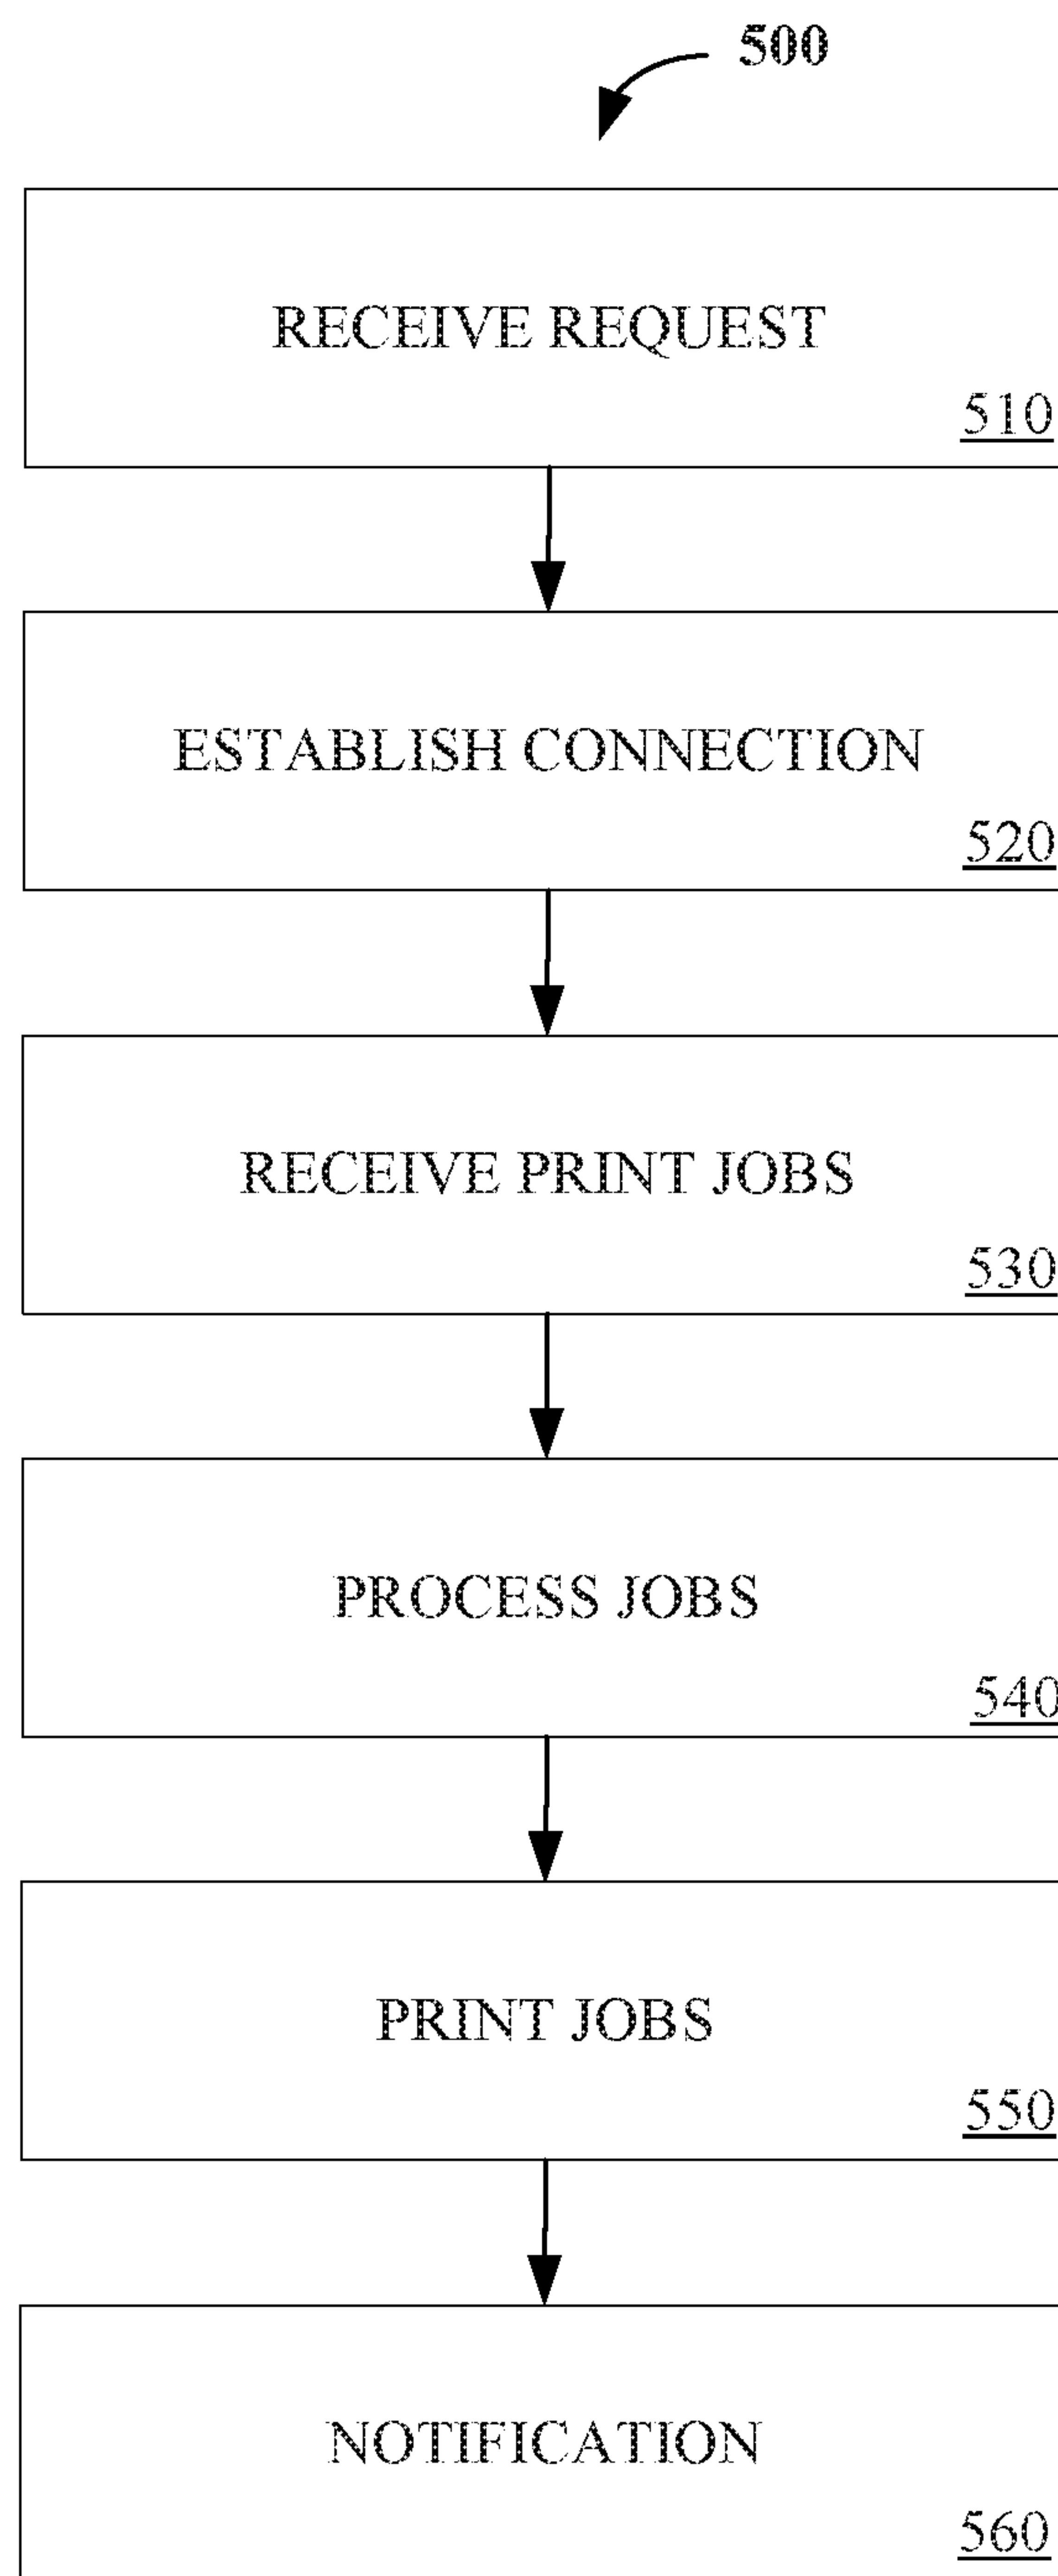 500
RECEIVE REQUEST
510
ESTABLISH CONNECTION
520
RECEIVE PRINT JOBS
530
PROCESS JOBS
540
PRINT JOBS
550
NOTIFICATION
560